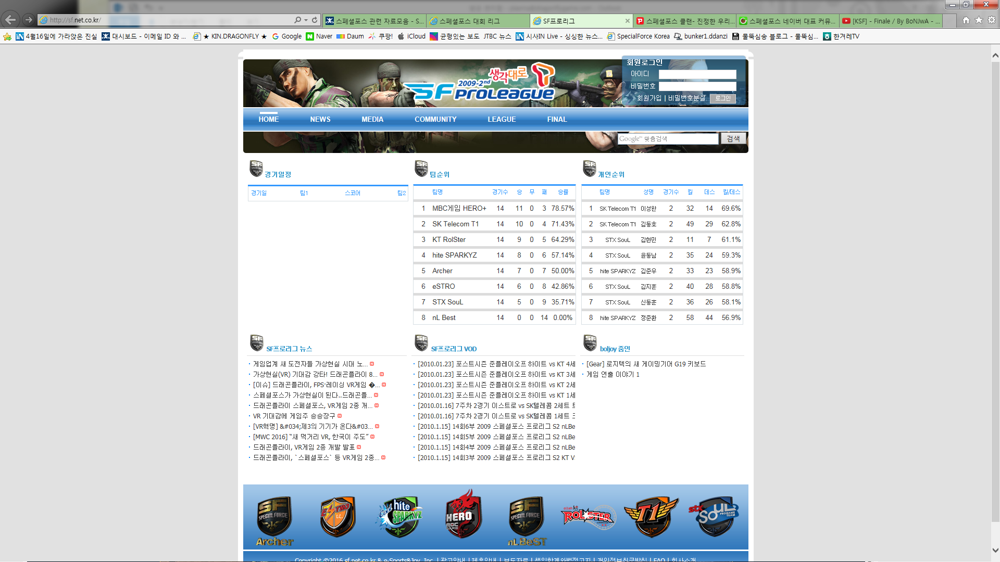 http://sf.net.co.kr/
스페셜포스 관련 자료모음 - S...
스페셜포스 대회 리그
SF프로리그
스페셜포스 클랜- 진정한 우리...
스페셜포스 네이버 대표 커뮤...
[KSF] - Finale / By BoNJwA - ...
4월16일에 가라앉은 진실
대시보드 - 이메일 ID 와 ...
★ KIN.DRAGONFLY ★
Google
Naver
Daum
쿠팡!
iCloud
균형있는 보도 JTBC 뉴스
시사IN Live - 싱싱한 뉴스...
SpecialForce Korea
bunker1.ddanzi
물뚝심송 블로그 - 물뚝심...
한겨레TV
2009-2nd 생각대로 T
SF PROLEAGUE
회원로그인
아이디
비밀번호
회원가입 | 비밀번호분실 로그인
HOME NEWS MEDIA COMMUNITY LEAGUE FINAL
Google™ 맞춤검색 검색
경기일정
경기일 팀1 스코어 팀2
팀순위
팀명 경기수 승 무 패 승률
1 MBC게임 HERO+ 14 11 0 3 78.57%
2 SK Telecom T1 14 10 0 4 71.43%
3 KT RolSter 14 9 0 5 64.29%
4 hite SPARKYZ 14 8 0 6 57.14%
5 Archer 14 7 0 7 50.00%
6 eSTRO 14 6 0 8 42.86%
7 STX SouL 14 5 0 9 35.71%
8 nL Best 14 0 0 14 0.00%
개인순위
팀명 성명 경기수 킬 데스 킬/데스
1 SK Telecom T1 이성완 2 32 14 69.6%
2 SK Telecom T1 김동호 2 49 29 62.8%
3 STX SouL 김현민 2 11 7 61.1%
4 STX SouL 윤동남 2 35 24 59.3%
5 hite SPARKYZ 김준우 2 33 23 58.9%
6 STX SouL 김지훈 2 40 28 58.8%
7 STX SouL 신동훈 2 36 26 58.1%
8 hite SPARKYZ 정준환 2 58 44 56.9%
SF프로리그 뉴스
· 게임업계 새 도전자들 가상현실 시대 노...
· 가상현실(VR) 기대감 강타! 드래곤플라이 8...
· [이슈] 드래곤플라이, FPS·레이싱 VR게임 �...
· 스페셜포스가 가상현실이 된다..드래곤플...
· 드래곤플라이 스페셜포스, VR게임 2종 개...
· VR 기대감에 게임주 승승장구
· [VR혁명] &#034;제3의 기기가 온다&#03...
· [MWC 2016] “새 먹거리 VR, 한국이 주도”
· 드래곤플라이, VR게임 2종 개발 발표
· 드래곤플라이, `스페셜포스` 등 VR게임 2종...
SF프로리그 VOD
· [2010.01.23] 포스트시즌 준플레이오프 하이트 vs KT 4세
· [2010.01.23] 포스트시즌 준플레이오프 하이트 vs KT 3세
· [2010.01.23] 포스트시즌 준플레이오프 하이트 vs KT 2세
· [2010.01.23] 포스트시즌 준플레이오프 하이트 vs KT 1세
· [2010.01.16] 7주차 2경기 이스트로 vs SK텔레콤 2세트
· [2010.01.16] 7주차 2경기 이스트로 vs SK텔레콤 1세트
· [2010.1.15] 14회6부 2009 스페셜포스 프로리그 S2 nLBe
· [2010.1.15] 14회5부 2009 스페셜포스 프로리그 S2 nLBe
· [2010.1.15] 14회4부 2009 스페셜포스 프로리그 S2 nLBe
· [2010.1.15] 14회3부 2009 스페셜포스 프로리그 S2 KT V
boljoy 줌인
· [Gear] 로지텍의 새 게이밍기어 G19 키보드
· 게임 연출 이야기 1
SF SPECIAL FORCE Archer
ESTRO
Cool hite SPARKYZ
HERO MBC GAME
SF SPECIAL FORCE nL.BeST
kt ROLSTER
T1
stx SouL PROGAME TEAM
Copyright ©2016 sf.net.co.kr & e-Sports&Joy, Inc. | 광고안내 | 제휴안내 | 보도자료 | 책임한계와법적고지 | 개인정보취급방침 | FAQ | 회사소개